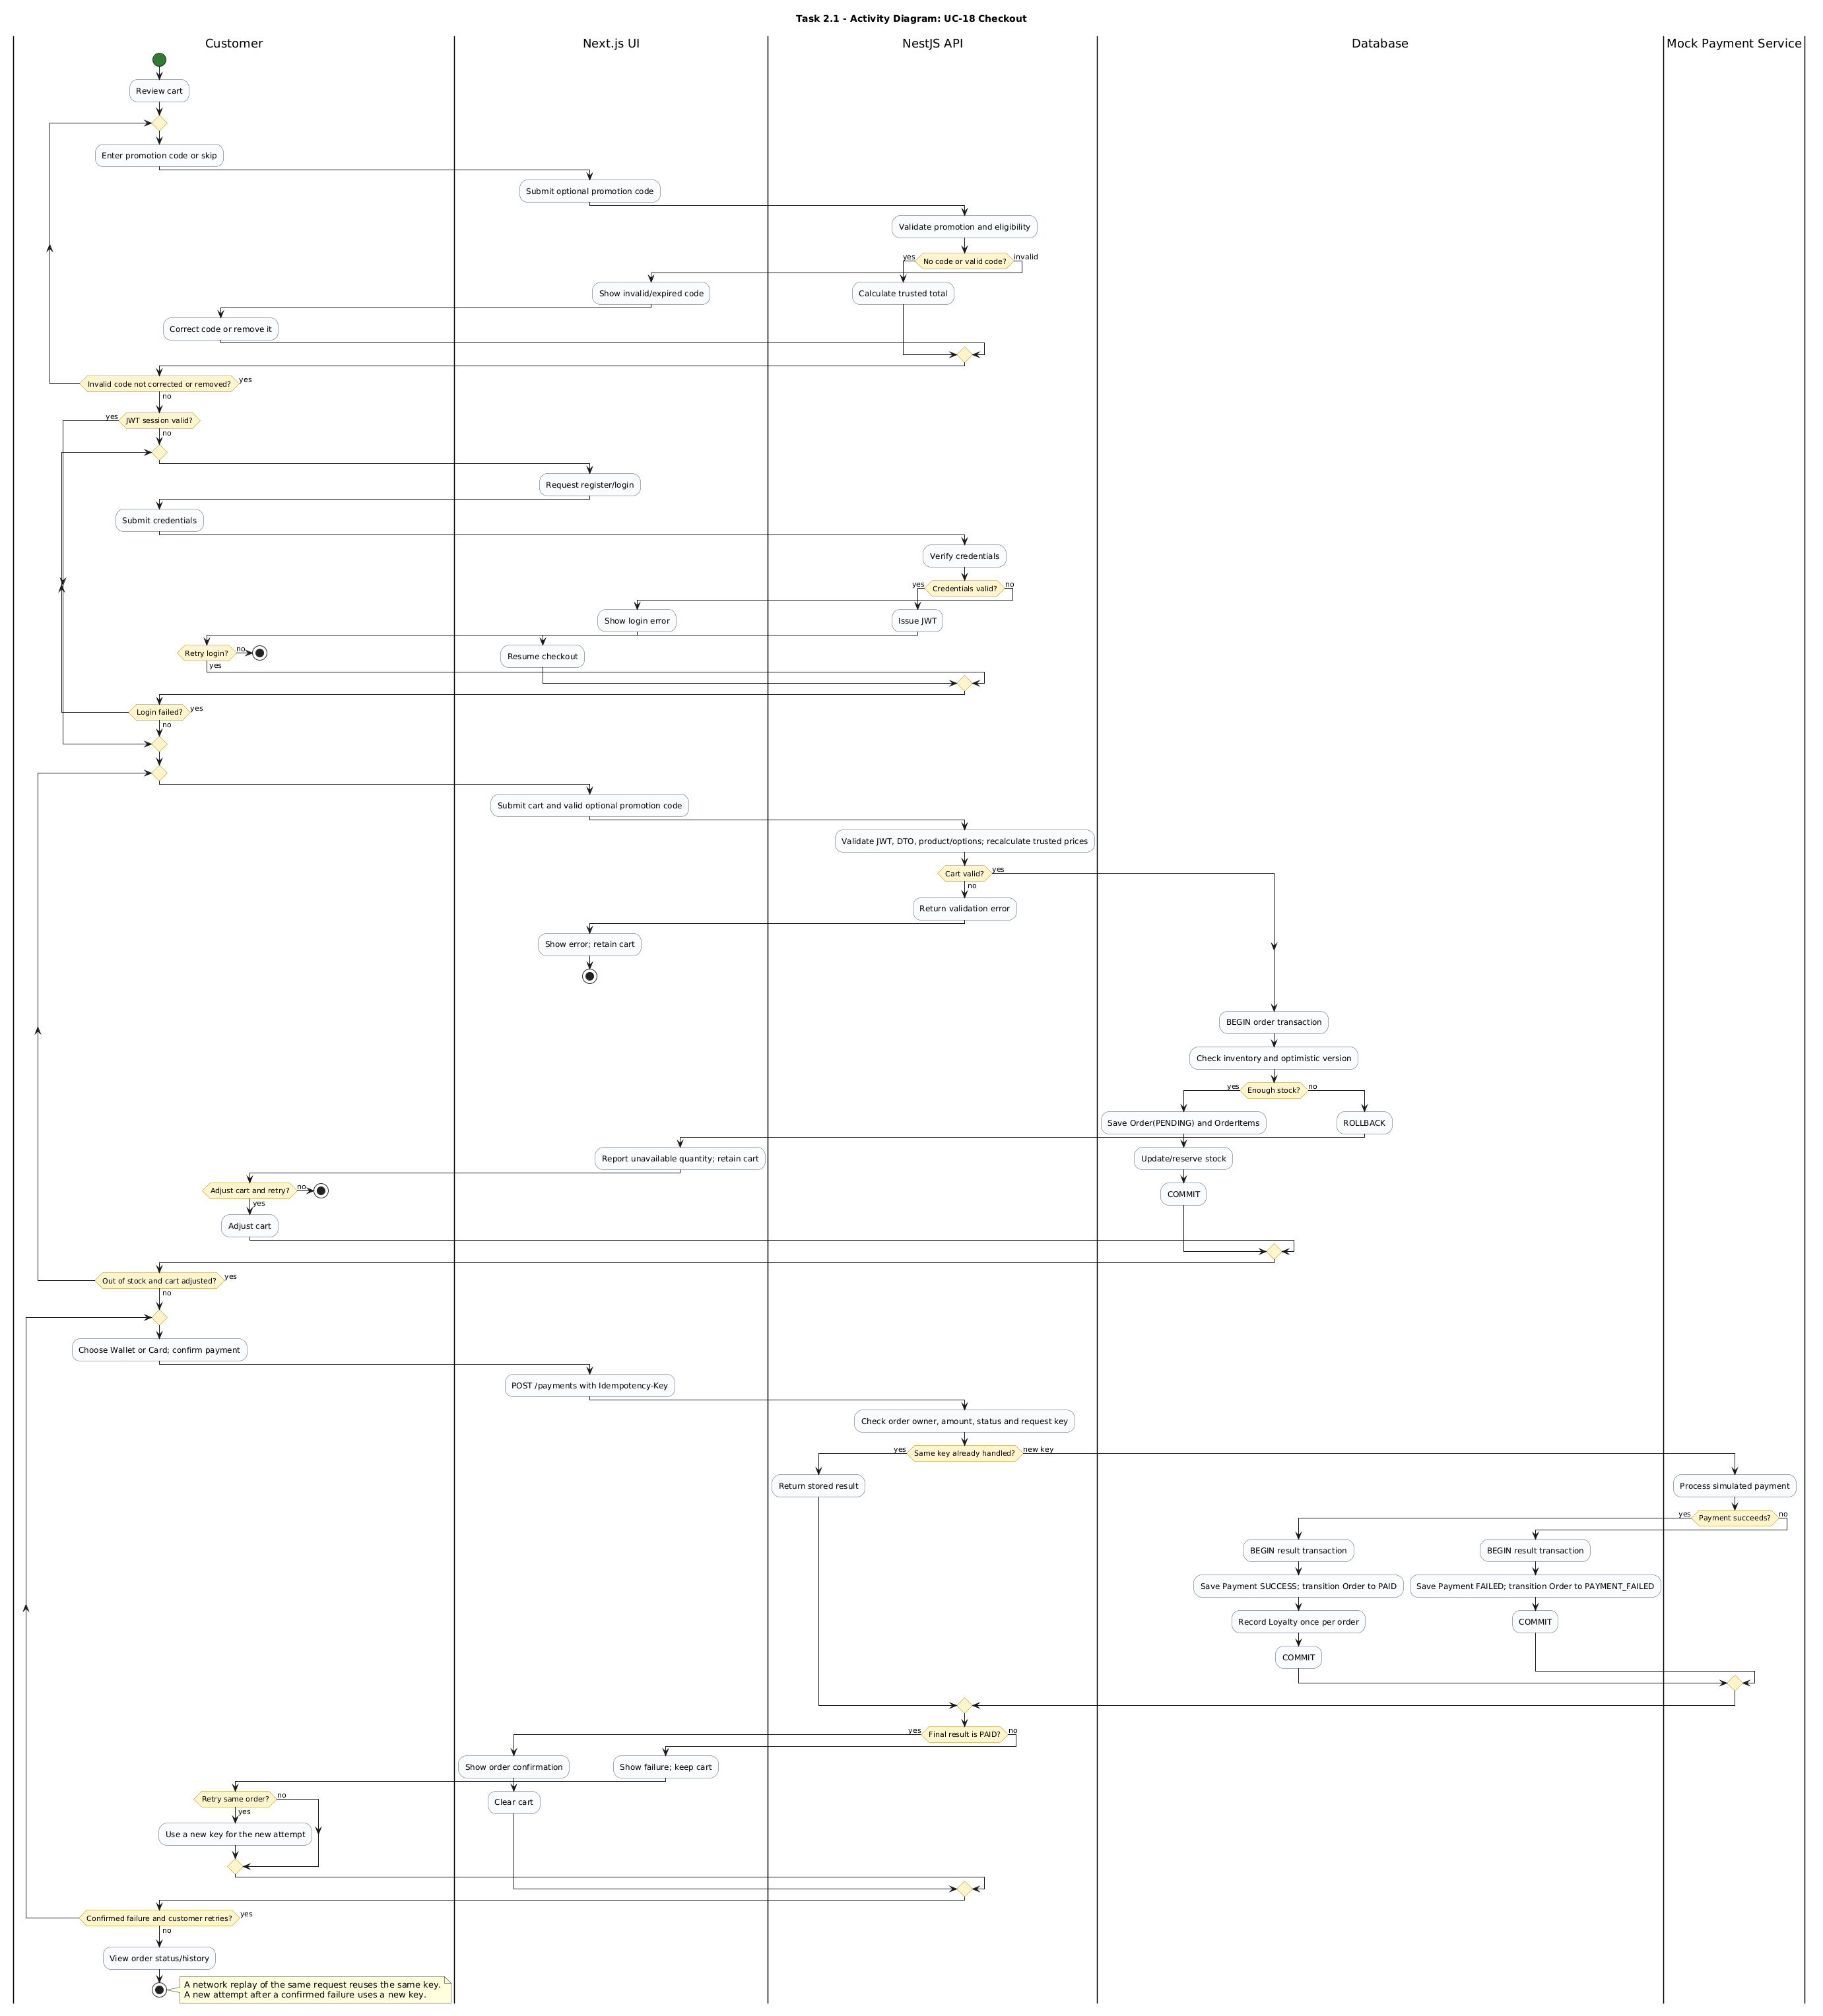 Task 2.1 - Activity Diagram: UC-18 Checkout
Customer
Next.js UI
NestJS API
Database
Mock Payment Service
Review cart
Enter promotion code or skip
Submit optional promotion code
Validate promotion and eligibility
yes
No code or valid code?
invalid
Show invalid/expired code
Calculate trusted total
Correct code or remove it
Invalid code not corrected or removed?
yes
no
yes
JWT session valid?
no
Request register/login
Submit credentials
Verify credentials
yes
Credentials valid?
no
Show login error
Issue JWT
Retry login?
no
yes
Resume checkout
Login failed?
yes
no
Submit cart and valid optional promotion code
Validate JWT, DTO, product/options; recalculate trusted prices
Cart valid?
yes
no
Return validation error
Show error; retain cart
BEGIN order transaction
Check inventory and optimistic version
yes
Enough stock?
no
Save Order(PENDING) and OrderItems
ROLLBACK
Report unavailable quantity; retain cart
Update/reserve stock
Adjust cart and retry?
no
yes
COMMIT
Adjust cart
Out of stock and cart adjusted?
yes
no
Choose Wallet or Card; confirm payment
POST /payments with Idempotency-Key
Check order owner, amount, status and request key
yes
Same key already handled?
new key
Return stored result
Process simulated payment
yes
Payment succeeds?
no
BEGIN result transaction
BEGIN result transaction
Save Payment SUCCESS; transition Order to PAID
Save Payment FAILED; transition Order to PAYMENT_FAILED
Record Loyalty once per order
COMMIT
COMMIT
yes
Final result is PAID?
no
Show order confirmation
Show failure; keep cart
Retry same order?
no
yes
Clear cart
Use a new key for the new attempt
Confirmed failure and customer retries?
yes
no
View order status/history
A network replay of the same request reuses the same key.
A new attempt after a confirmed failure uses a new key.